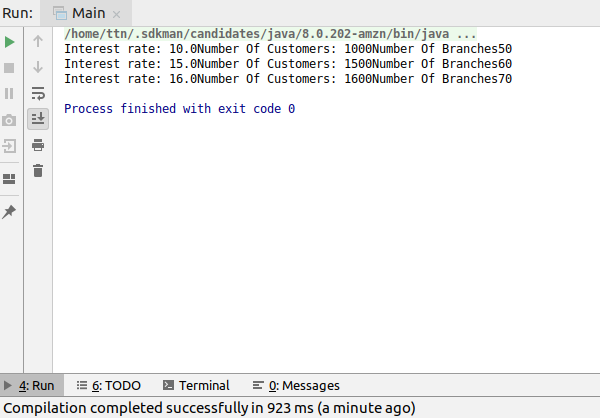 Run: Main
/home/ttn/.sdkman/candidates/java/8.0.202-amzn/bin/java ...
Interest rate: 10.0Number Of Customers: 1000Number Of Branches50
Interest rate: 15.0Number Of Customers: 1500Number Of Branches60
Interest rate: 16.0Number Of Customers: 1600Number Of Branches70
Process finished with exit code 0
4: Run 6: TODO Terminal 0: Messages
Compilation completed successfully in 923 ms (a minute ago)